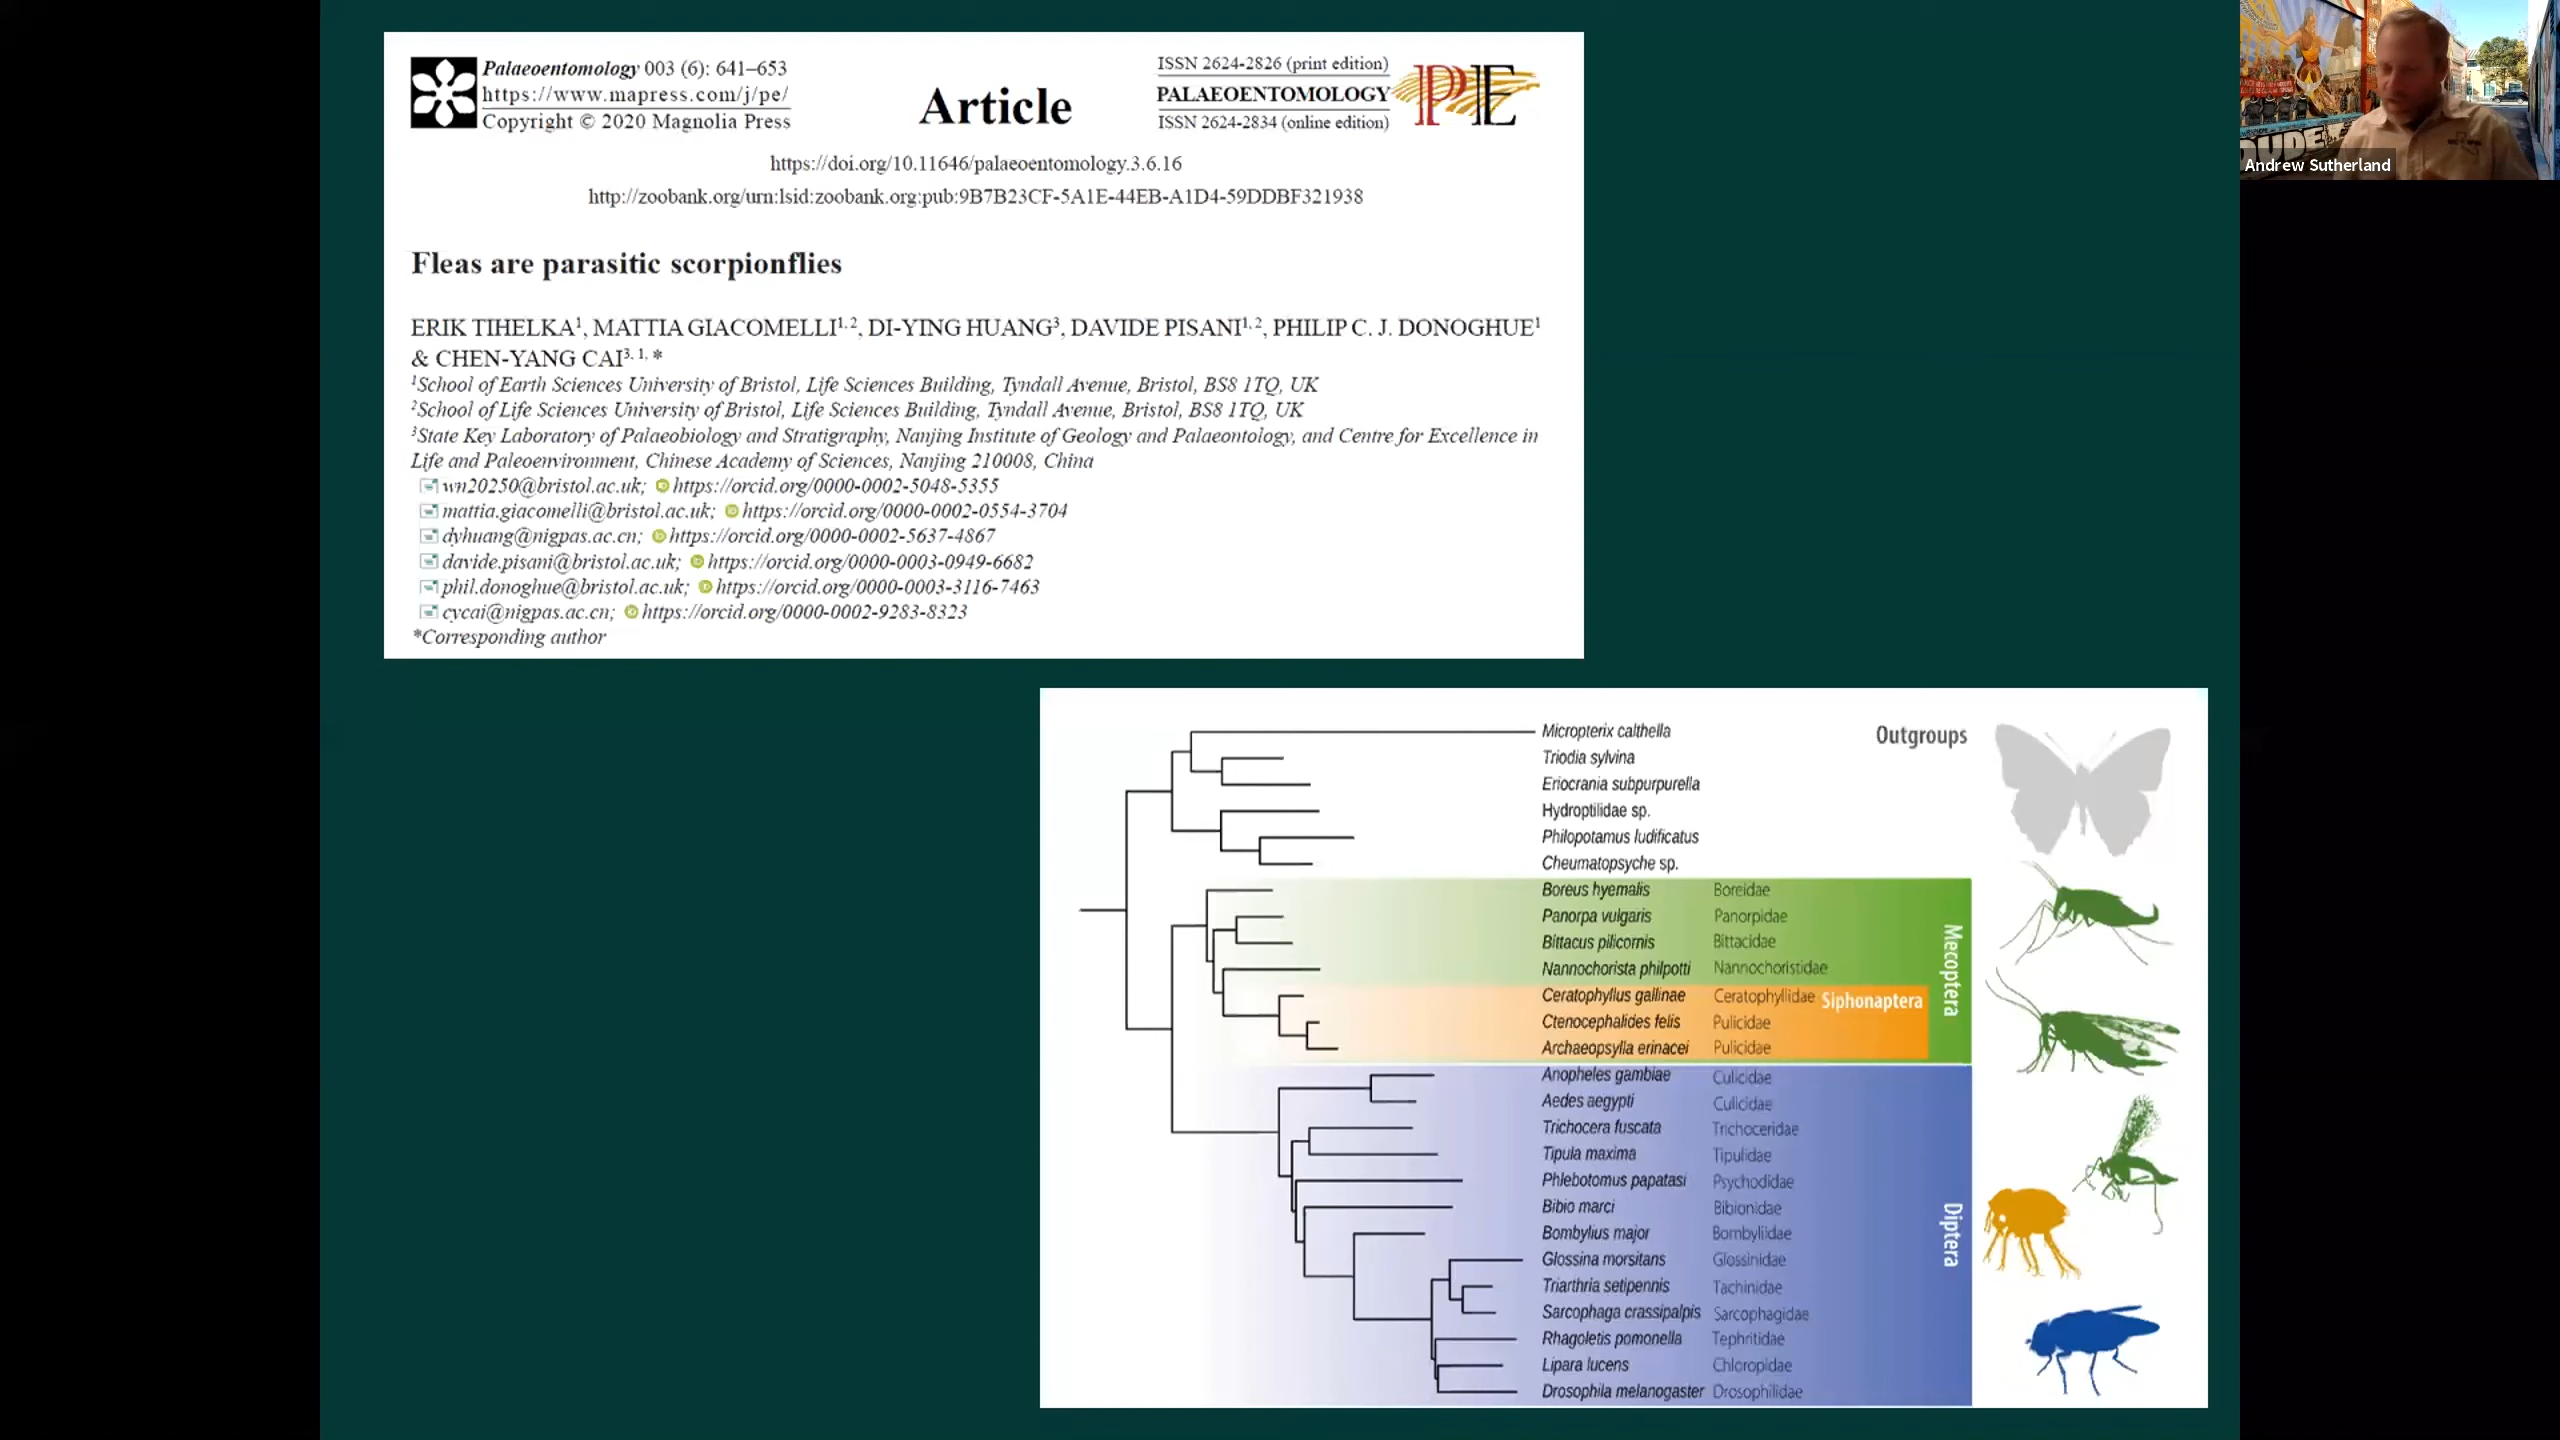 Palaeoentomology 003 (6): 641–653
https://www.mapress.com/j/pe/
Copyright © 2020 Magnolia Press
Article
ISSN 2624-2826 (print edition)
PALAEOENTOMOLOGY
ISSN 2624-2834 (online edition)
PE
https://doi.org/10.11646/palaeoentomology.3.6.16
http://zoobank.org/urn:lsid:zoobank.org:pub:9B7B23CF-5A1E-44EB-A1D4-59DDBF321938
Fleas are parasitic scorpionflies
ERIK TIHELKA1, MATTIA GIACOMELLI1, 2, DI-YING HUANG3, DAVIDE PISANI1, 2, PHILIP C. J. DONOGHUE1
& CHEN-YANG CAI3, 1, *
1School of Earth Sciences University of Bristol, Life Sciences Building, Tyndall Avenue, Bristol, BS8 1TQ, UK
2School of Life Sciences University of Bristol, Life Sciences Building, Tyndall Avenue, Bristol, BS8 1TQ, UK
3State Key Laboratory of Palaeobiology and Stratigraphy, Nanjing Institute of Geology and Palaeontology, and Centre for Excellence in
Life and Paleoenvironment, Chinese Academy of Sciences, Nanjing 210008, China
wn20250@bristol.ac.uk; https://orcid.org/0000-0002-5048-5355
mattia.giacomelli@bristol.ac.uk; https://orcid.org/0000-0002-0554-3704
dyhuang@nigpas.ac.cn; https://orcid.org/0000-0002-5637-4867
davide.pisani@bristol.ac.uk; https://orcid.org/0000-0003-0949-6682
phil.donoghue@bristol.ac.uk; https://orcid.org/0000-0003-3116-7463
cycai@nigpas.ac.cn; https://orcid.org/0000-0002-9283-8323
*Corresponding author
DUDE
Andrew Sutherland
Micropterix calthella
Outgroups
Triodia sylvina
Eriocrania subpurpurella
Hydroptilidae sp.
Philopotamus ludificatus
Cheumatopsyche sp.
Boreus hyemalis Boreidae
Panorpa vulgaris Panorpidae
Bittacus pilicornis Bittacidae
Nannochorista philpotti Nannochoristidae
Mecoptera
Ceratophyllus gallinae Ceratophyllidae Siphonaptera
Ctenocephalides felis Pulicidae
Archaeopsylla erinacei Pulicidae
Anopheles gambiae Culicidae
Aedes aegypti Culicidae
Trichocera fuscata Trichoceridae
Tipula maxima Tipulidae
Phlebotomus papatasi Psychodidae
Bibio marci Bibionidae
Bombylius major Bombyliidae
Diptera
Glossina morsitans Glossinidae
Triarthria setipennis Tachinidae
Sarcophaga crassipalpis Sarcophagidae
Rhagoletis pomonella Tephritidae
Lipara lucens Chloropidae
Drosophila melanogaster Drosophilidae